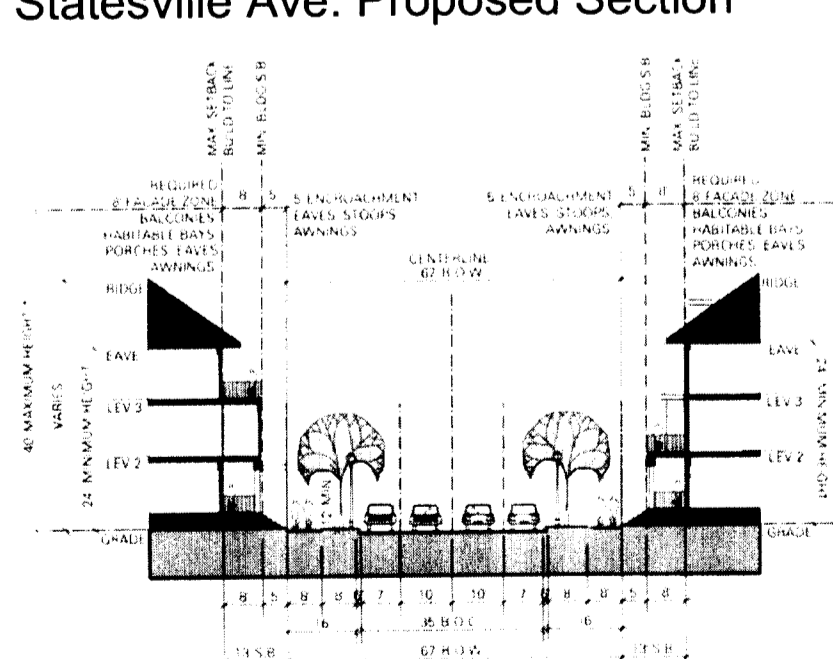 Statesville Ave. Proposed Section
MAX. SETBACK
BUILD TO LINE
MIN. BLDG S.B.
MIN. BLDG S.B.
MAX. SETBACK
BUILD TO LINE
REQUIRED
8 FACADE ZONE
BALCONIES
HABITABLE BAYS
PORCHES EAVES
AWNINGS
8 5
5 ENCROACHMENT
EAVES STOOPS
AWNINGS
CENTERLINE
67 R.O.W.
5 ENCROACHMENT
EAVES STOOPS
AWNINGS
5 8
REQUIRED
8 FACADE ZONE
BALCONIES
HABITABLE BAYS
PORCHES EAVES
AWNINGS
40 MAXIMUM HEIGHT *
VARIES
24 MINIMUM HEIGHT
RIDGE
EAVE
LEV 3
LEV 2
GRADE
12 MIN
RIDGE
EAVE
LEV 3
LEV 2
GRADE
24 MINIMUM HEIGHT
8 5 8 8 7 10 10 7 8 8 5 8
16 35 B.O.C. 16
13 S.B. 67 R.O.W. 13 S.B.